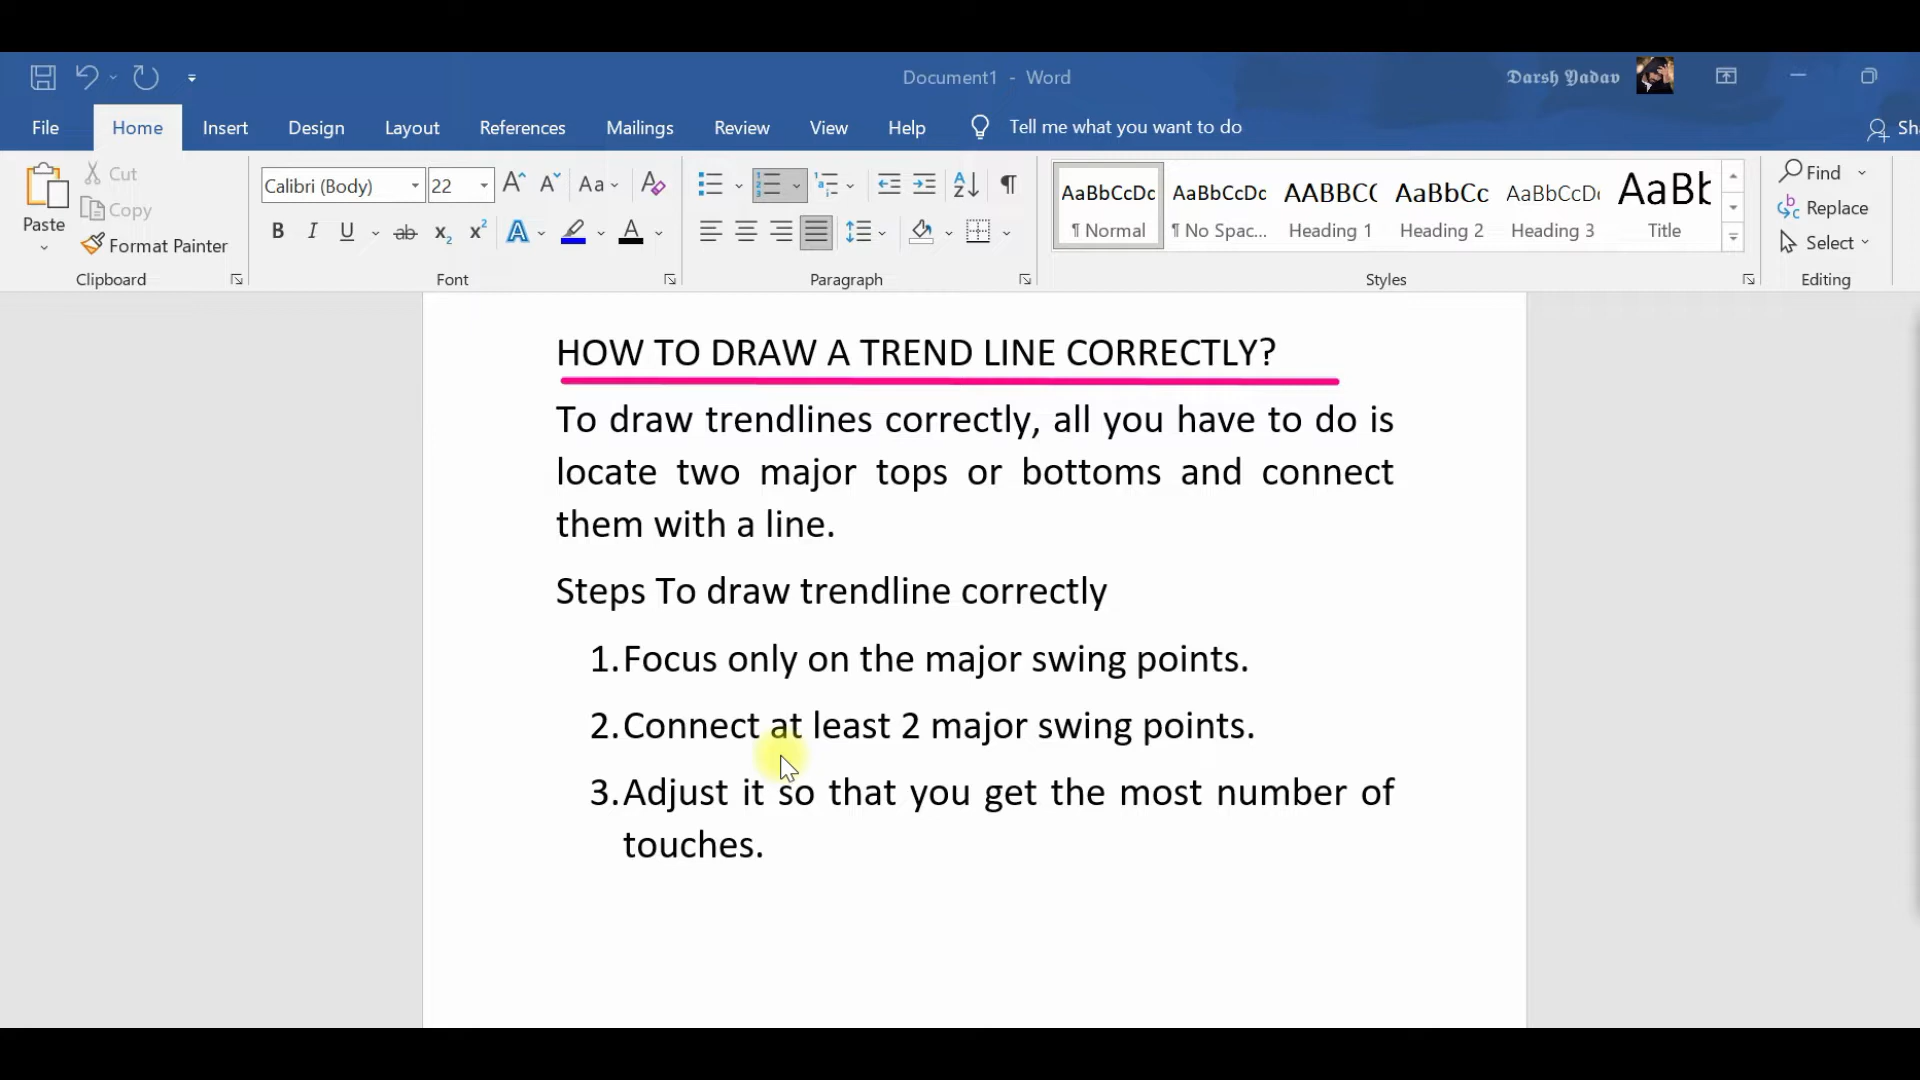 Document1 - Word
Darsh Yadav
File Home Insert Design Layout References Mailings Review View Help Tell me what you want to do Sha
Paste
Cut
Copy
Format Painter
Clipboard
Calibri (Body) 22
Font
Paragraph
AaBbCcDc AaBbCcDc AABBC( AaBbCc AaBbCcD AaBb
¶ Normal ¶ No Spac... Heading 1 Heading 2 Heading 3 Title
Styles
Find
Replace
Select
Editing
HOW TO DRAW A TREND LINE CORRECTLY?
To draw trendlines correctly, all you have to do is
locate two major tops or bottoms and connect
them with a line.
Steps To draw trendline correctly
1. Focus only on the major swing points.
2. Connect at least 2 major swing points.
3. Adjust it so that you get the most number of
touches.